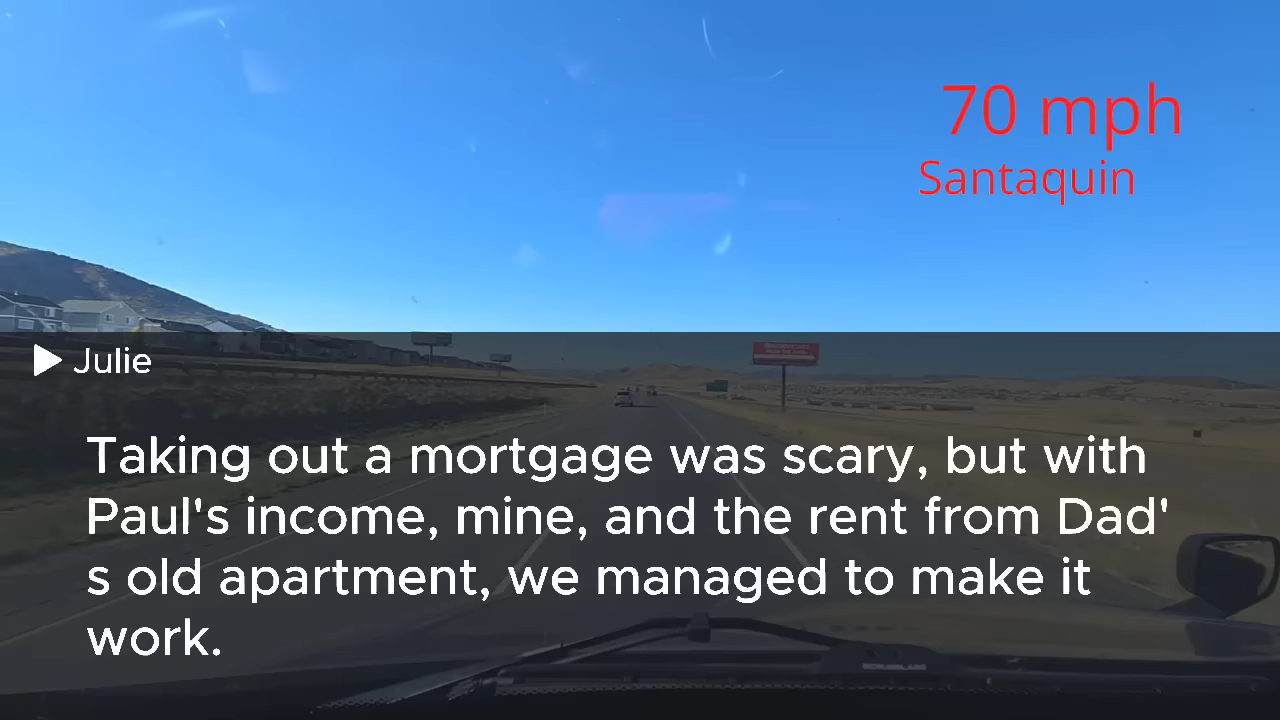 70 mph
Santaquin
Julie
Taking out a mortgage was scary, but with
Paul's income, mine, and the rent from Dad'
s old apartment, we managed to make it
work.